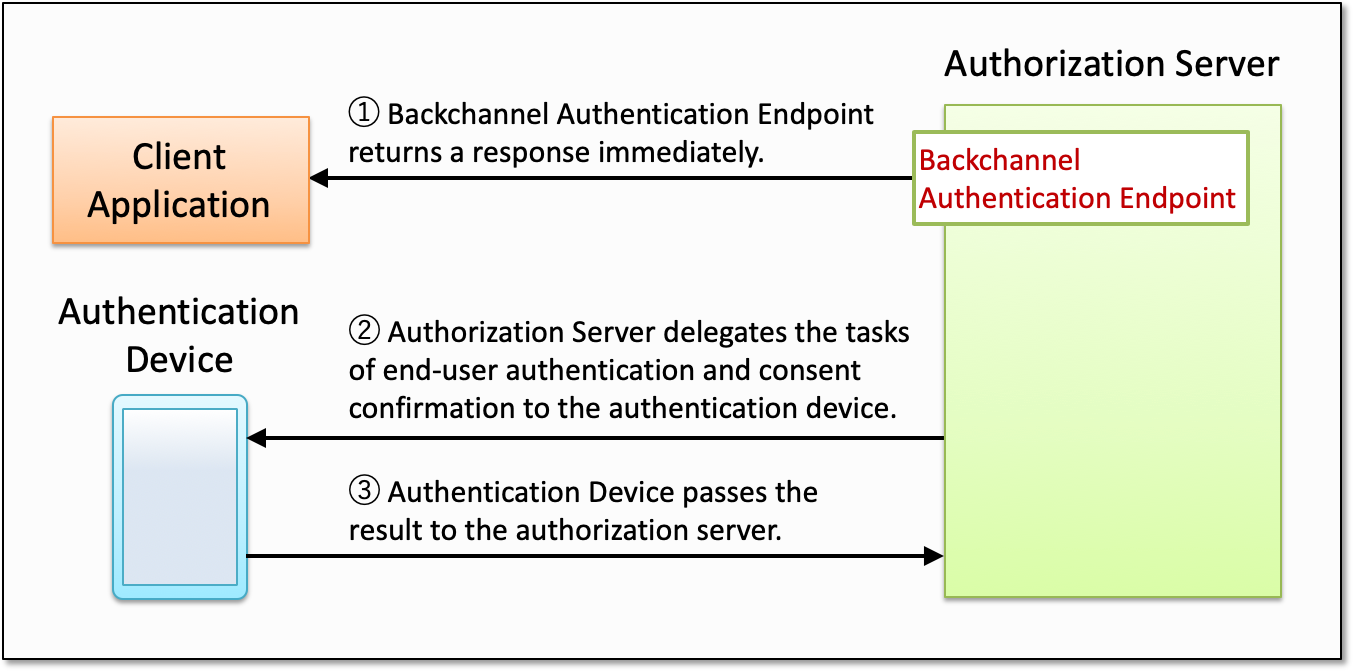 Authorization Server
① Backchannel Authentication Endpoint
returns a response immediately.
Client
Application
Backchannel
Authentication Endpoint
Authentication
Device
② Authorization Server delegates the tasks
of end-user authentication and consent
confirmation to the authentication device.
③ Authentication Device passes the
result to the authorization server.